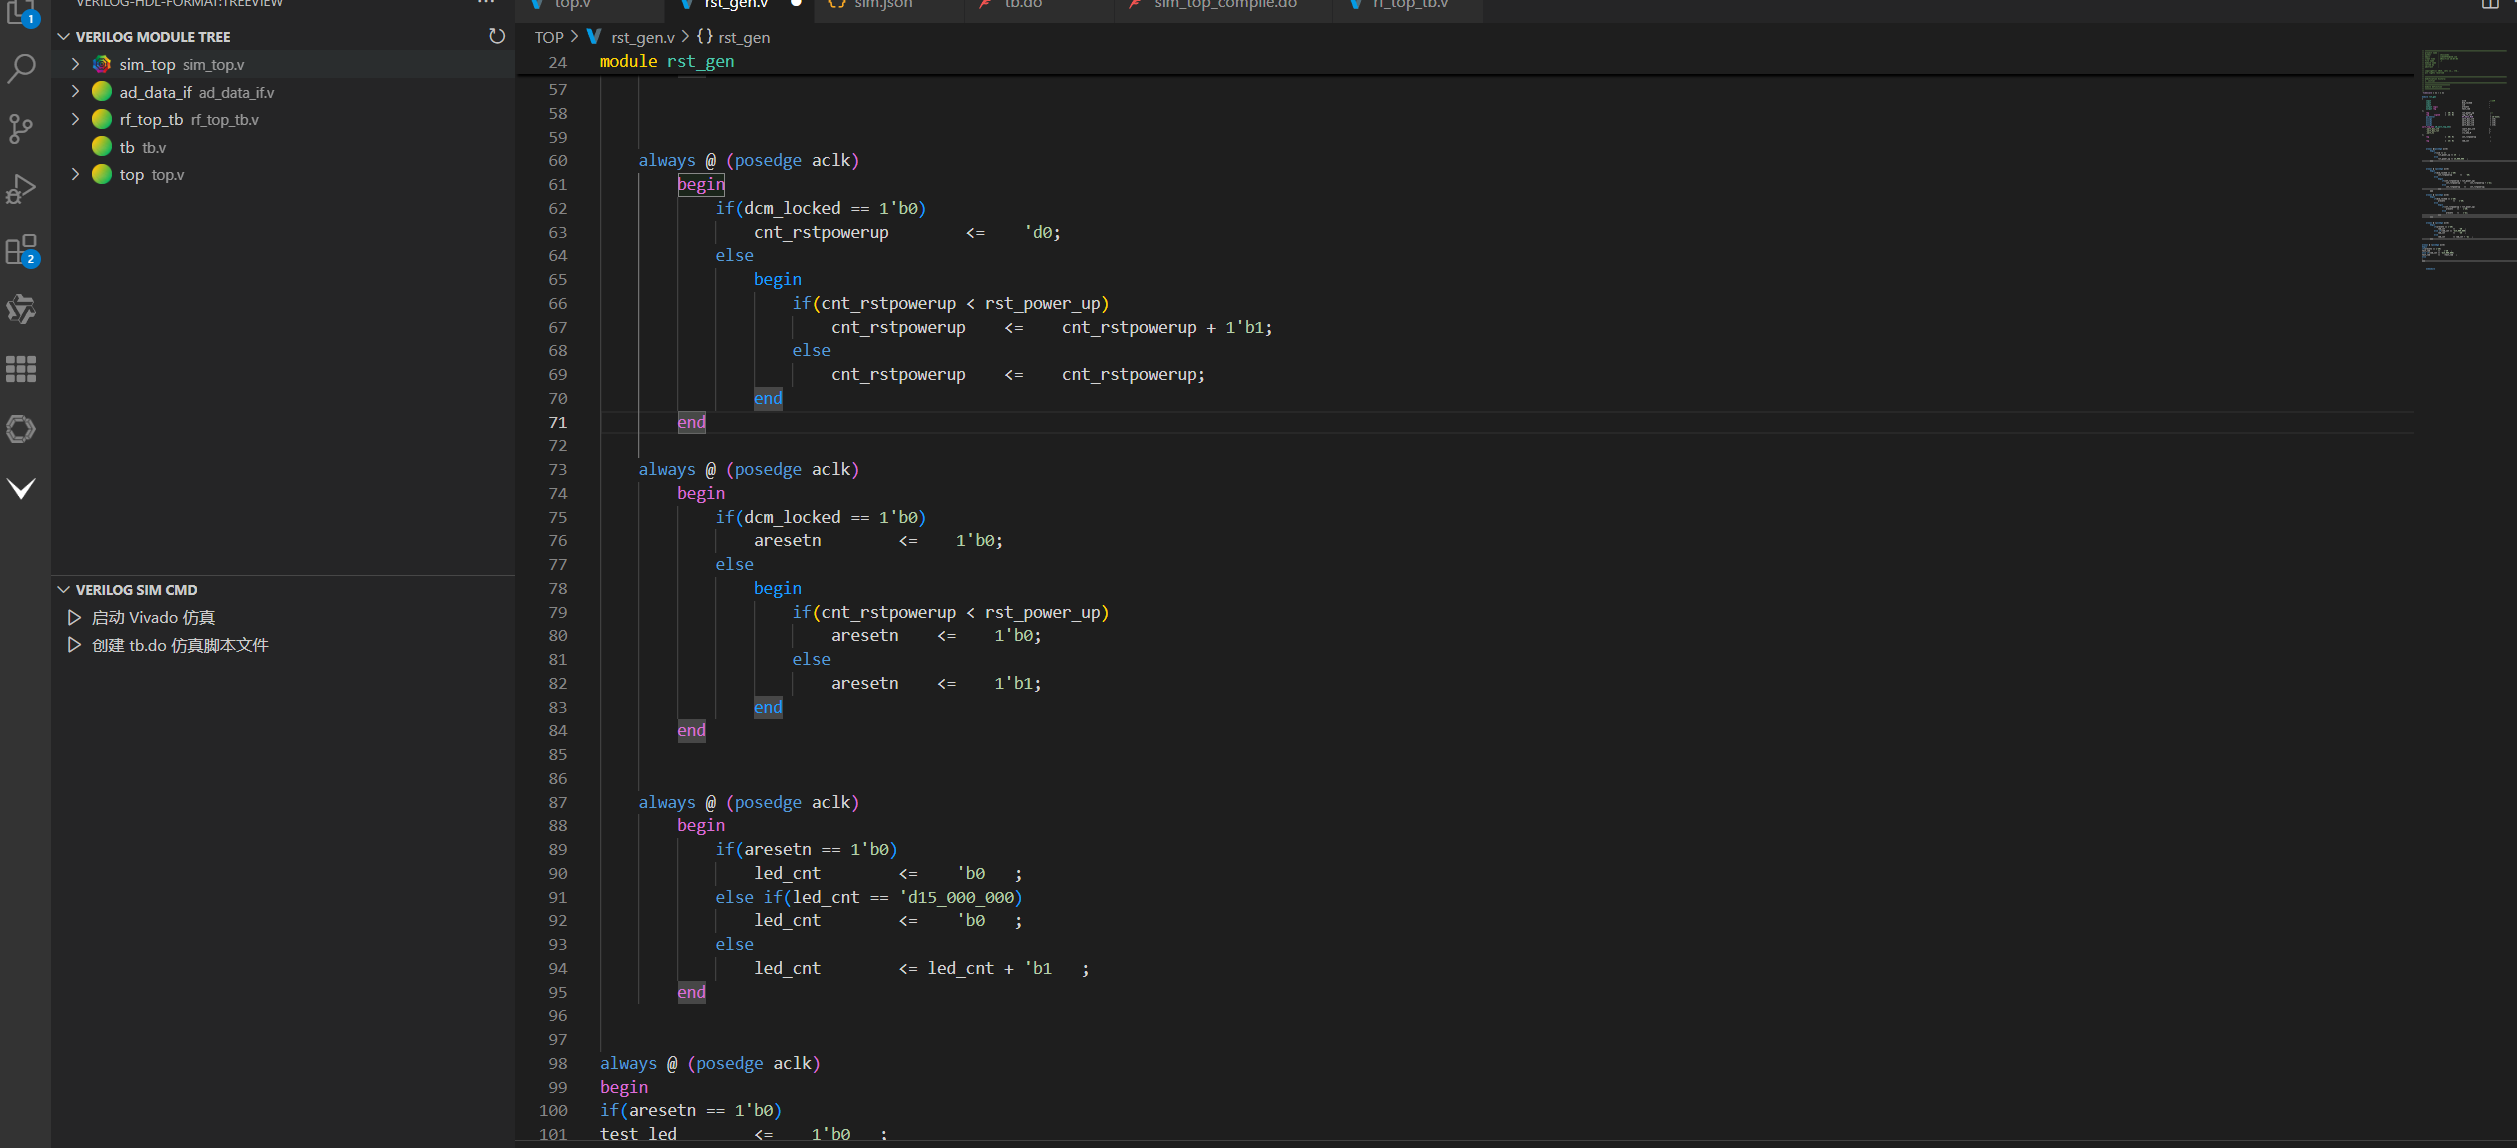 VERILOG-HDL-FORMAT:TREEVIEW
top.v
rst_gen.v
sim.json
tb.do
sim_top_compile.do
rf_top_tb.v
1
2
VERILOG MODULE TREE
sim_top sim_top.v
ad_data_if ad_data_if.v
rf_top_tb rf_top_tb.v
tb tb.v
top top.v
VERILOG SIM CMD
启动 Vivado 仿真
创建 tb.do 仿真脚本文件
TOP > rst_gen.v > {} rst_gen
24 module rst_gen
57
58
59
60 always @ (posedge aclk)
61 begin
62 if(dcm_locked == 1'b0)
63 cnt_rstpowerup <= 'd0;
64 else
65 begin
66 if(cnt_rstpowerup < rst_power_up)
67 cnt_rstpowerup <= cnt_rstpowerup + 1'b1;
68 else
69 cnt_rstpowerup <= cnt_rstpowerup;
70 end
71 end
72
73 always @ (posedge aclk)
74 begin
75 if(dcm_locked == 1'b0)
76 aresetn <= 1'b0;
77 else
78 begin
79 if(cnt_rstpowerup < rst_power_up)
80 aresetn <= 1'b0;
81 else
82 aresetn <= 1'b1;
83 end
84 end
85
86
87 always @ (posedge aclk)
88 begin
89 if(aresetn == 1'b0)
90 led_cnt <= 'b0 ;
91 else if(led_cnt == 'd15_000_000)
92 led_cnt <= 'b0 ;
93 else
94 led_cnt <= led_cnt + 'b1 ;
95 end
96
97
98 always @ (posedge aclk)
99 begin
100 if(aresetn == 1'b0)
101 test_led <= 1'b0 ;